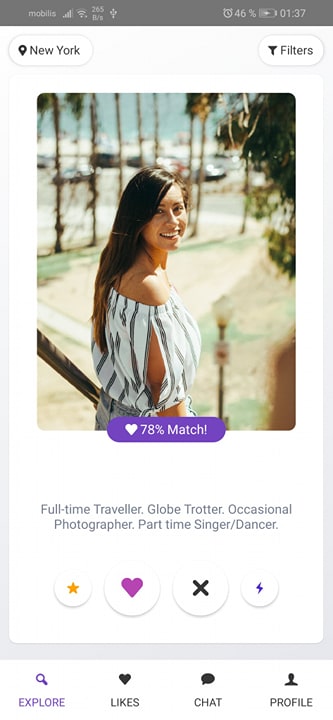 mobilis 265 B/s 46 % 01:37
New York Filters
78% Match!
Full-time Traveller. Globe Trotter. Occasional
Photographer. Part time Singer/Dancer.
EXPLORE LIKES CHAT PROFILE